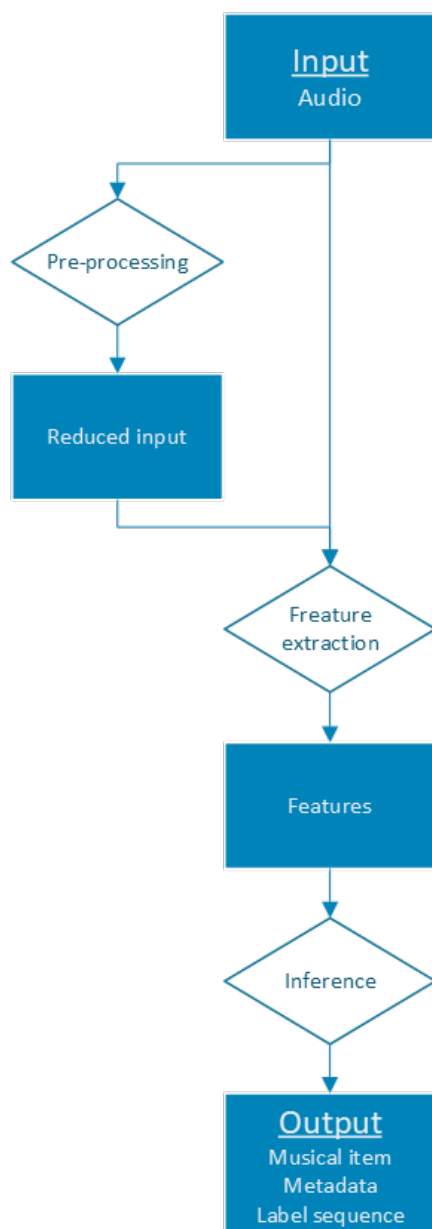 Input
Audio
Pre-processing
Reduced input
Freature
extraction
Features
Inference
Output
Musical item
Metadata
Label sequence